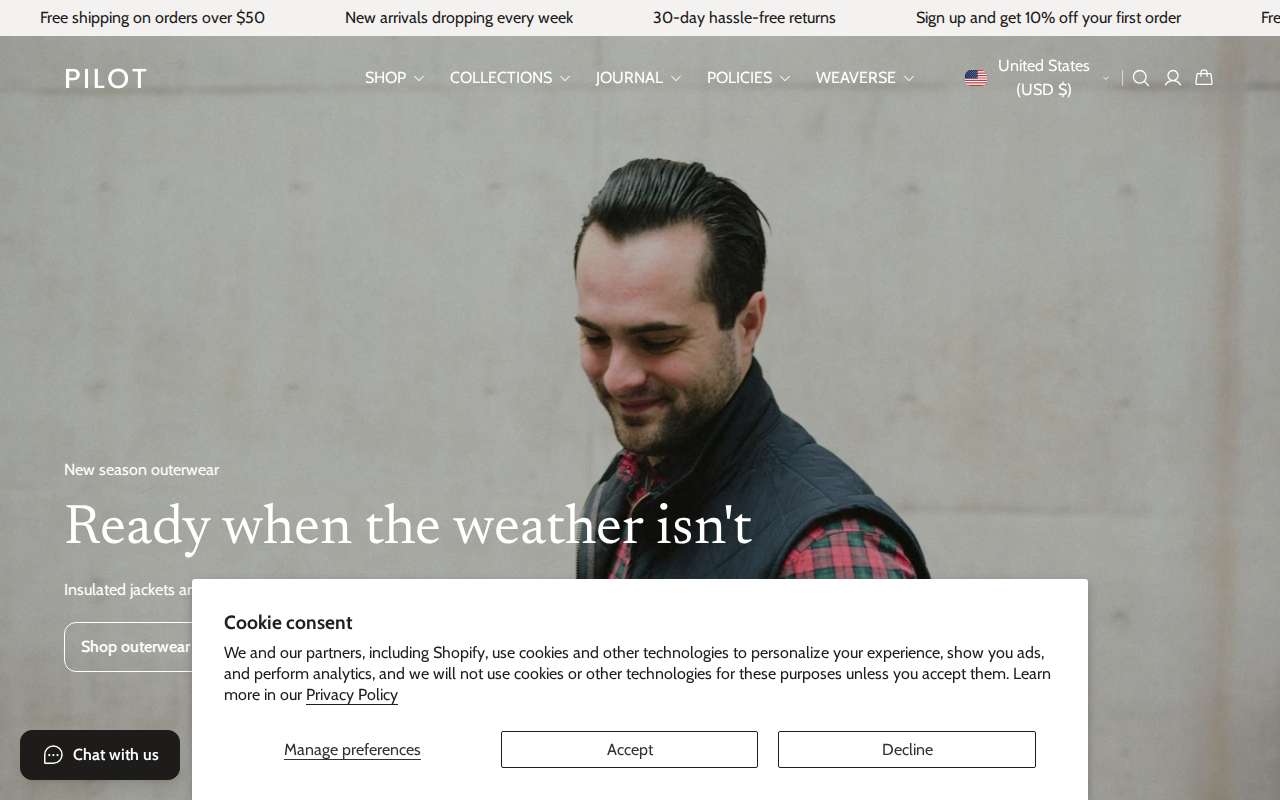 Free shipping on orders over $50
New arrivals dropping every week
30-day hassle-free returns
Sign up and get 10% off your first order
Fre
PILOT
SHOP
COLLECTIONS
JOURNAL
POLICIES
WEAVERSE
United States
(USD $)
New season outerwear
Ready when the weather isn't
Insulated jackets
Shop outerwear
Cookie consent
We and our partners, including Shopify, use cookies and other technologies to personalize your experience, show you ads,
and perform analytics, and we will not use cookies or other technologies for these purposes unless you accept them. Learn
more in our Privacy Policy
Manage preferences
Accept
Decline
Chat with us